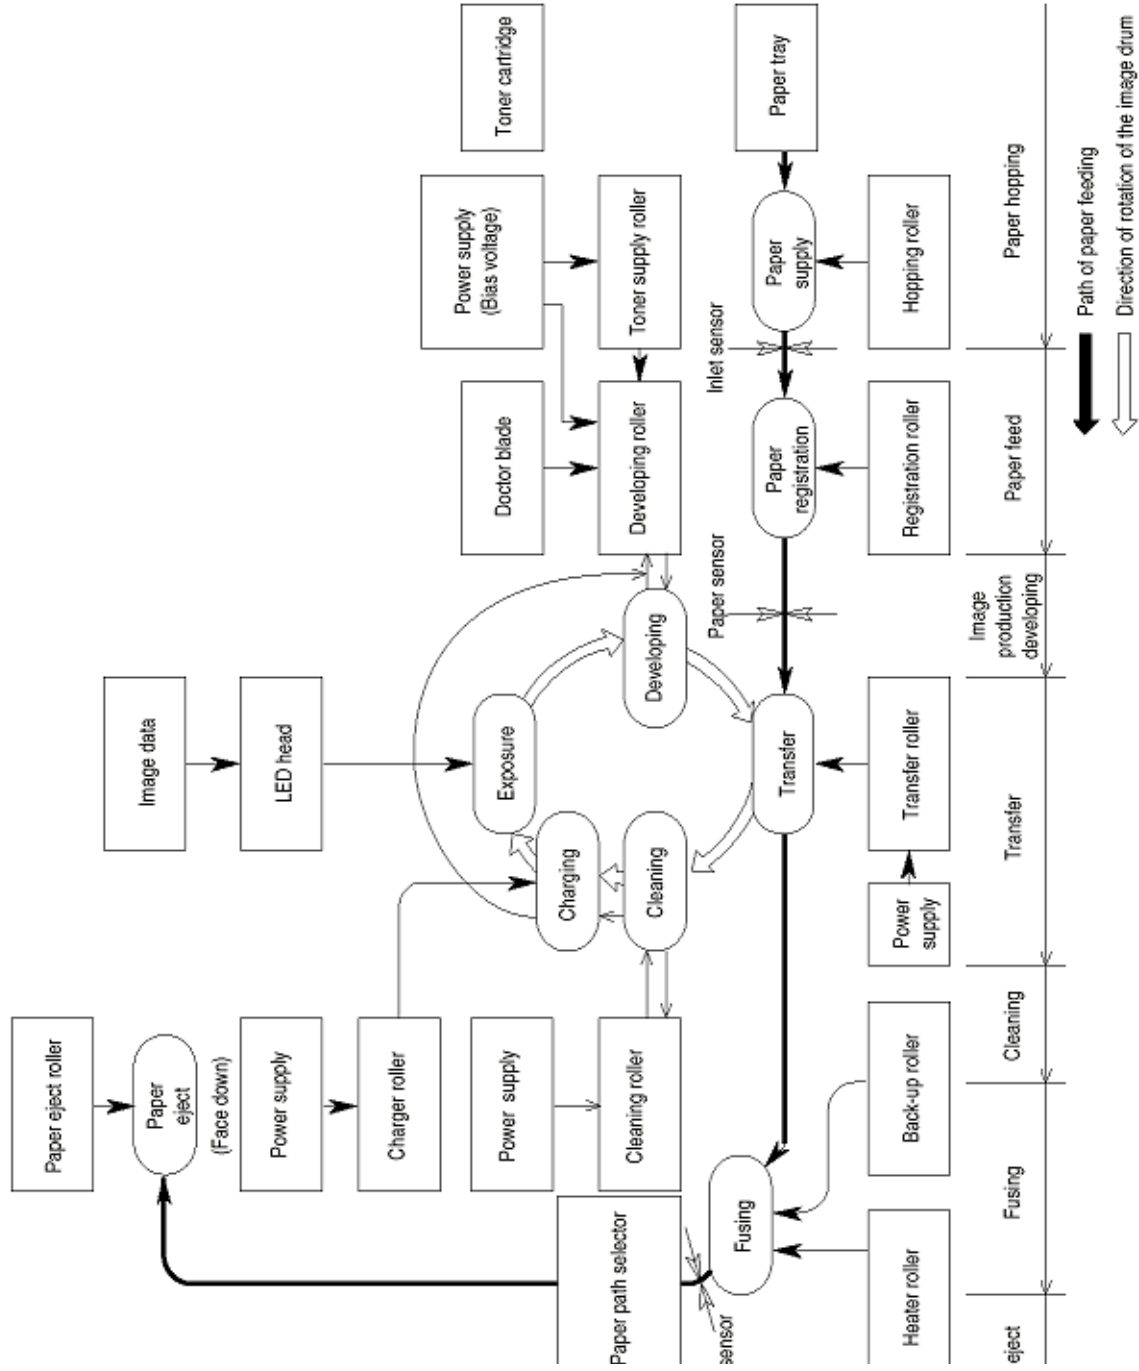 Toner cartridge
Paper tray
Power supply
(Bias voltage)
Toner supply roller
Paper
supply
Hopping roller
Paper hopping
Path of paper feeding
Direction of rotation of the image drum
Inlet sensor
Doctor blade
Developing roller
Paper
registration
Registration roller
Paper feed
Paper sensor
Image
production
developing
Image data
LED head
Exposure
Developing
Transfer
Transfer roller
Transfer
Charging
Cleaning
Power
supply
Paper eject roller
Paper
eject
(Face down)
Power supply
Charger roller
Power supply
Cleaning roller
Back-up roller
Cleaning
Paper path selector
Fusing
Fusing
sensor
Heater roller
eject